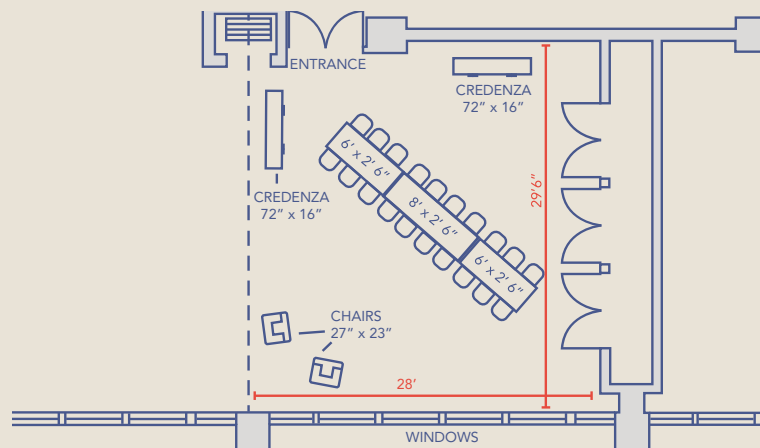 ENTRANCE
CREDENZA
72” x 16”
CREDENZA
72” x 16”
6’ x 2’ 6”
8’ x 2’ 6”
6’ x 2’ 6”
29’6”
CHAIRS
27” x 23”
28’
WINDOWS